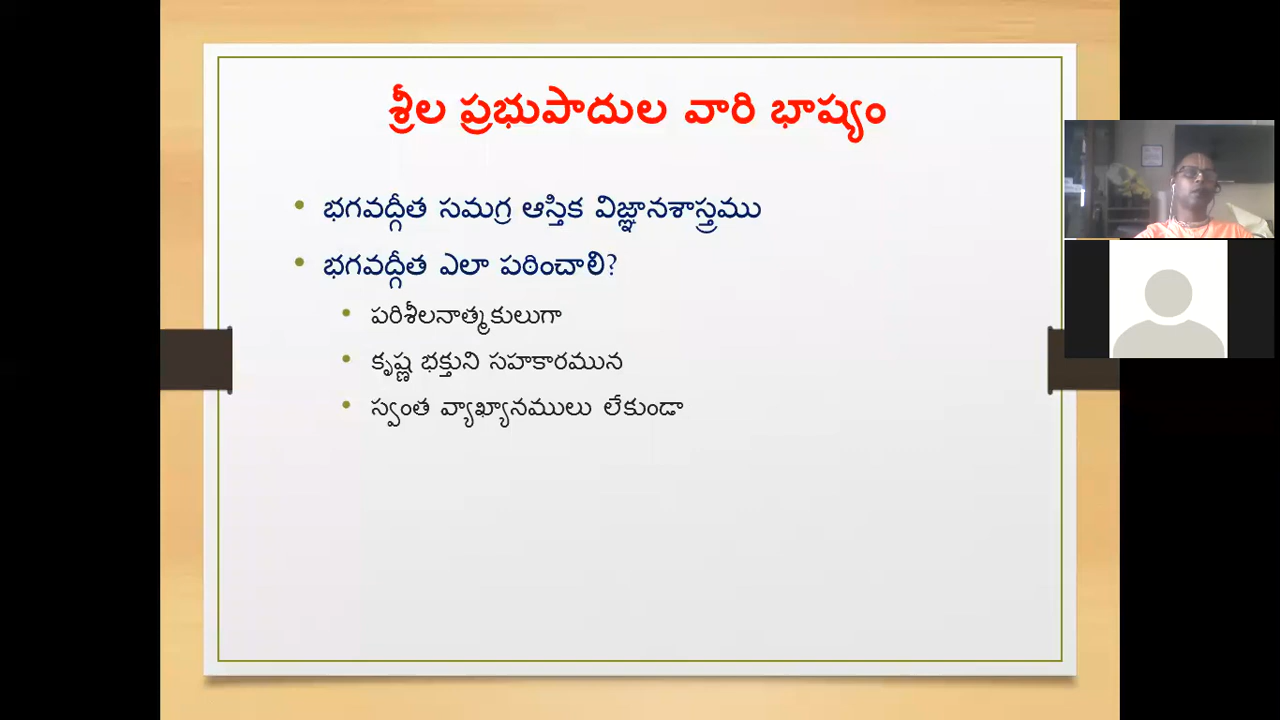 శ్రీల ప్రభుపాదుల వారి భాష్యం
భగవద్గీత సమగ్ర ఆస్తిక విజ్ఞానశాస్త్రము
భగవద్గీత ఎలా పఠించాలి?
పరిశీలనాత్మకులుగా
కృష్ణ భక్తుని సహకారమున
స్వంత వ్యాఖ్యానములు లేకుండా